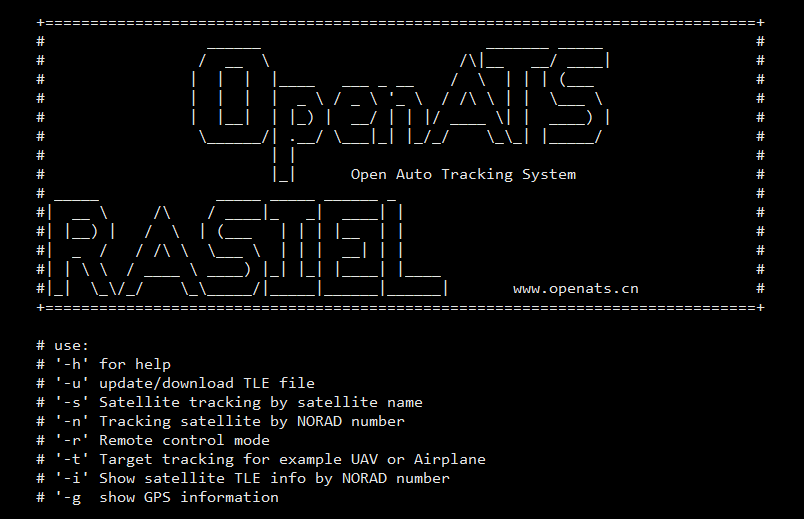 OpenATS
Open Auto Tracking System
RASIEL
www.openats.cn
# use:
# '-h' for help
# '-u' update/download TLE file
# '-s' Satellite tracking by satellite name
# '-n' Tracking satellite by NORAD number
# '-r' Remote control mode
# '-t' Target tracking for example UAV or Airplane
# '-i' Show satellite TLE info by NORAD number
# '-g  show GPS information